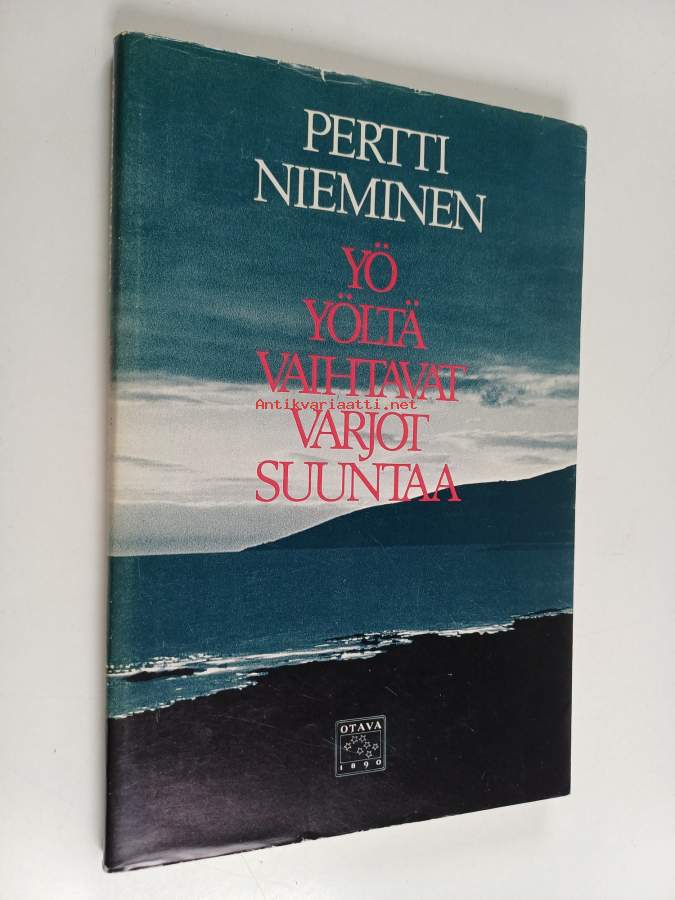 PERTTI
NIEMINEN
YÖ
YÖLTÄ
VAIHTAVAT
Antikvariaatti.net
VARJOT
SUUNTAA
OTAVA
1890